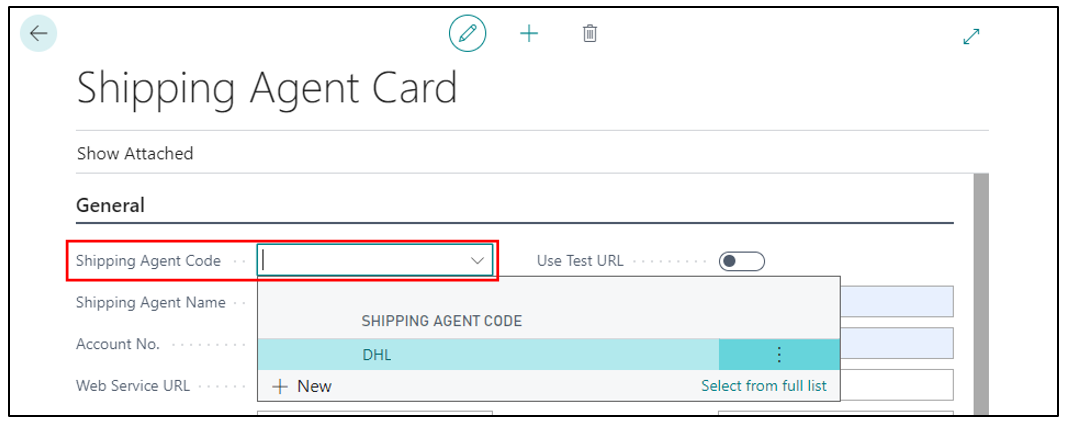 Shipping Agent Card
Show Attached
General
Shipping Agent Code
Use Test URL
Shipping Agent Name
SHIPPING AGENT CODE
Account No.
DHL
Web Service URL
+ New
Select from full list